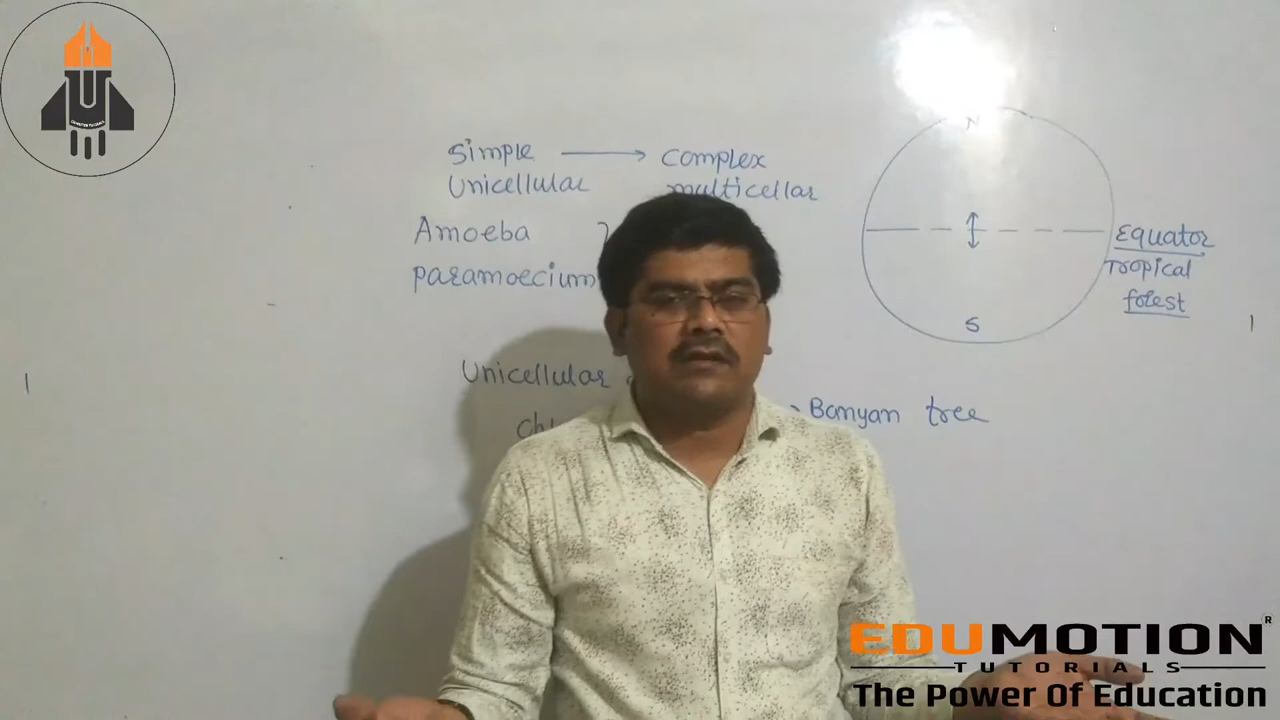 Simple → Complex
Unicellular multicellar
Amoeba
paramoecium
Unicellular
Banyan tree
N
S
Equator
Tropical
forest
EDUMOTION®
TUTORIALS
The Power Of Education